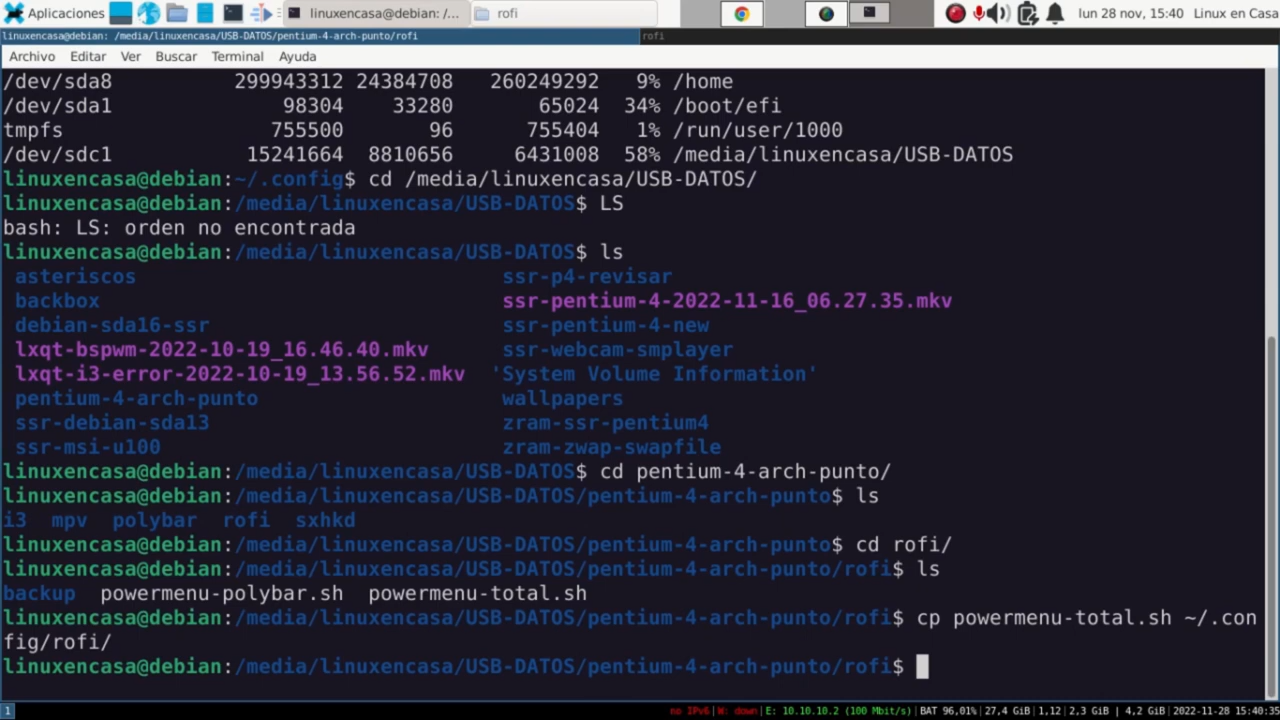 Aplicaciones
linuxencasa@debian: /...
rofi
lun 28 nov, 15:40
Linux en Casa
linuxencasa@debian: /media/linuxencasa/USB-DATOS/pentium-4-arch-punto/rofi
rofi
Archivo Editar Ver Buscar Terminal Ayuda
/dev/sda8 299943312 24384708 260249292 9% /home
/dev/sda1 98304 33280 65024 34% /boot/efi
tmpfs 755500 96 755404 1% /run/user/1000
/dev/sdc1 15241664 8810656 6431008 58% /media/linuxencasa/USB-DATOS
linuxencasa@debian:~/.config$ cd /media/linuxencasa/USB-DATOS/
linuxencasa@debian:/media/linuxencasa/USB-DATOS$ LS
bash: LS: orden no encontrada
linuxencasa@debian:/media/linuxencasa/USB-DATOS$ ls
asteriscos ssr-p4-revisar
backbox ssr-pentium-4-2022-11-16_06.27.35.mkv
debian-sda16-ssr ssr-pentium-4-new
lxqt-bspwm-2022-10-19_16.46.40.mkv ssr-webcam-smplayer
lxqt-i3-error-2022-10-19_13.56.52.mkv 'System Volume Information'
pentium-4-arch-punto wallpapers
ssr-debian-sda13 zram-ssr-pentium4
ssr-msi-u100 zram-zwap-swapfile
linuxencasa@debian:/media/linuxencasa/USB-DATOS$ cd pentium-4-arch-punto/
linuxencasa@debian:/media/linuxencasa/USB-DATOS/pentium-4-arch-punto$ ls
i3 mpv polybar rofi sxhkd
linuxencasa@debian:/media/linuxencasa/USB-DATOS/pentium-4-arch-punto$ cd rofi/
linuxencasa@debian:/media/linuxencasa/USB-DATOS/pentium-4-arch-punto/rofi$ ls
backup powermenu-polybar.sh powermenu-total.sh
linuxencasa@debian:/media/linuxencasa/USB-DATOS/pentium-4-arch-punto/rofi$ cp powermenu-total.sh ~/.con
fig/rofi/
linuxencasa@debian:/media/linuxencasa/USB-DATOS/pentium-4-arch-punto/rofi$
1
no IPv6|W: down|E: 10.10.10.2 (100 Mbit/s)|BAT 96,01%|27,4 GiB|1,12|2,3 GiB | 4,2 GiB|2022-11-28 15:40:35